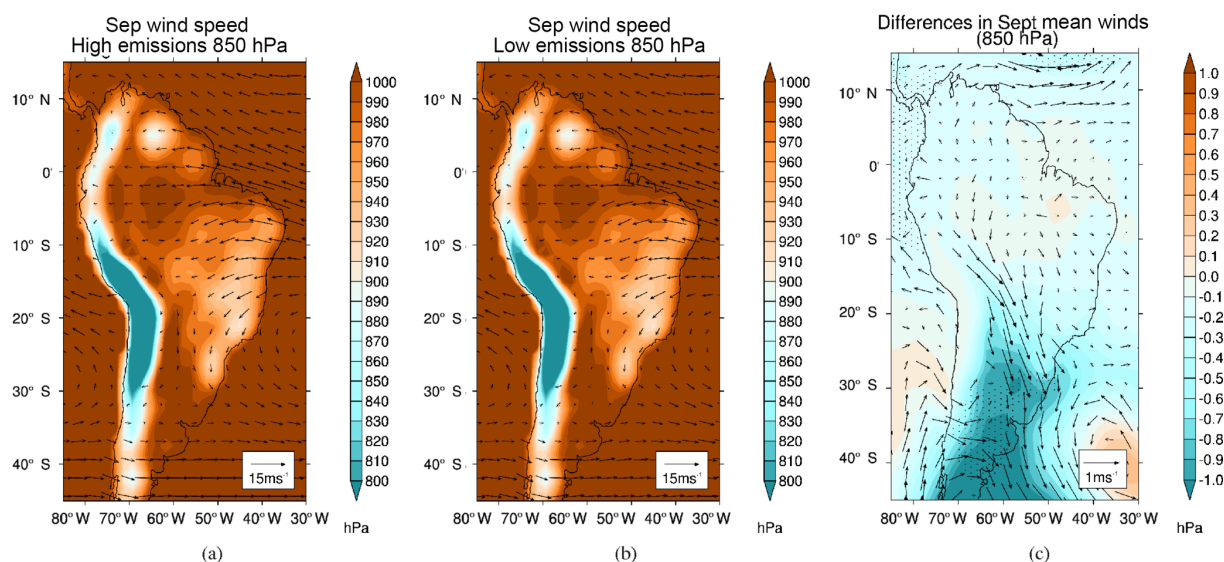 Sep wind speed
High emissions 850 hPa
10° N
0°
10° S
20° S
30° S
40° S
80° W 70° W 60° W 50° W 40° W 30° W
15ms⁻¹
1000
990
980
970
960
950
940
930
920
910
900
890
880
870
860
850
840
830
820
810
800
hPa
(a)
Sep wind speed
Low emissions 850 hPa
10° N
0°
10° S
20° S
30° S
40° S
80° W 70° W 60° W 50° W 40° W 30° W
15ms⁻¹
1000
990
980
970
960
950
940
930
920
910
900
890
880
870
860
850
840
830
820
810
800
hPa
(b)
Differences in Sept mean winds
(850 hPa)
10° N
0°
10° S
20° S
30° S
40° S
80° W 70° W 60° W 50° W 40° W 30° W
1ms⁻¹
1.0
0.9
0.8
0.7
0.6
0.5
0.4
0.3
0.2
0.1
0.0
-0.1
-0.2
-0.3
-0.4
-0.5
-0.6
-0.7
-0.8
-0.9
-1.0
hPa
(c)